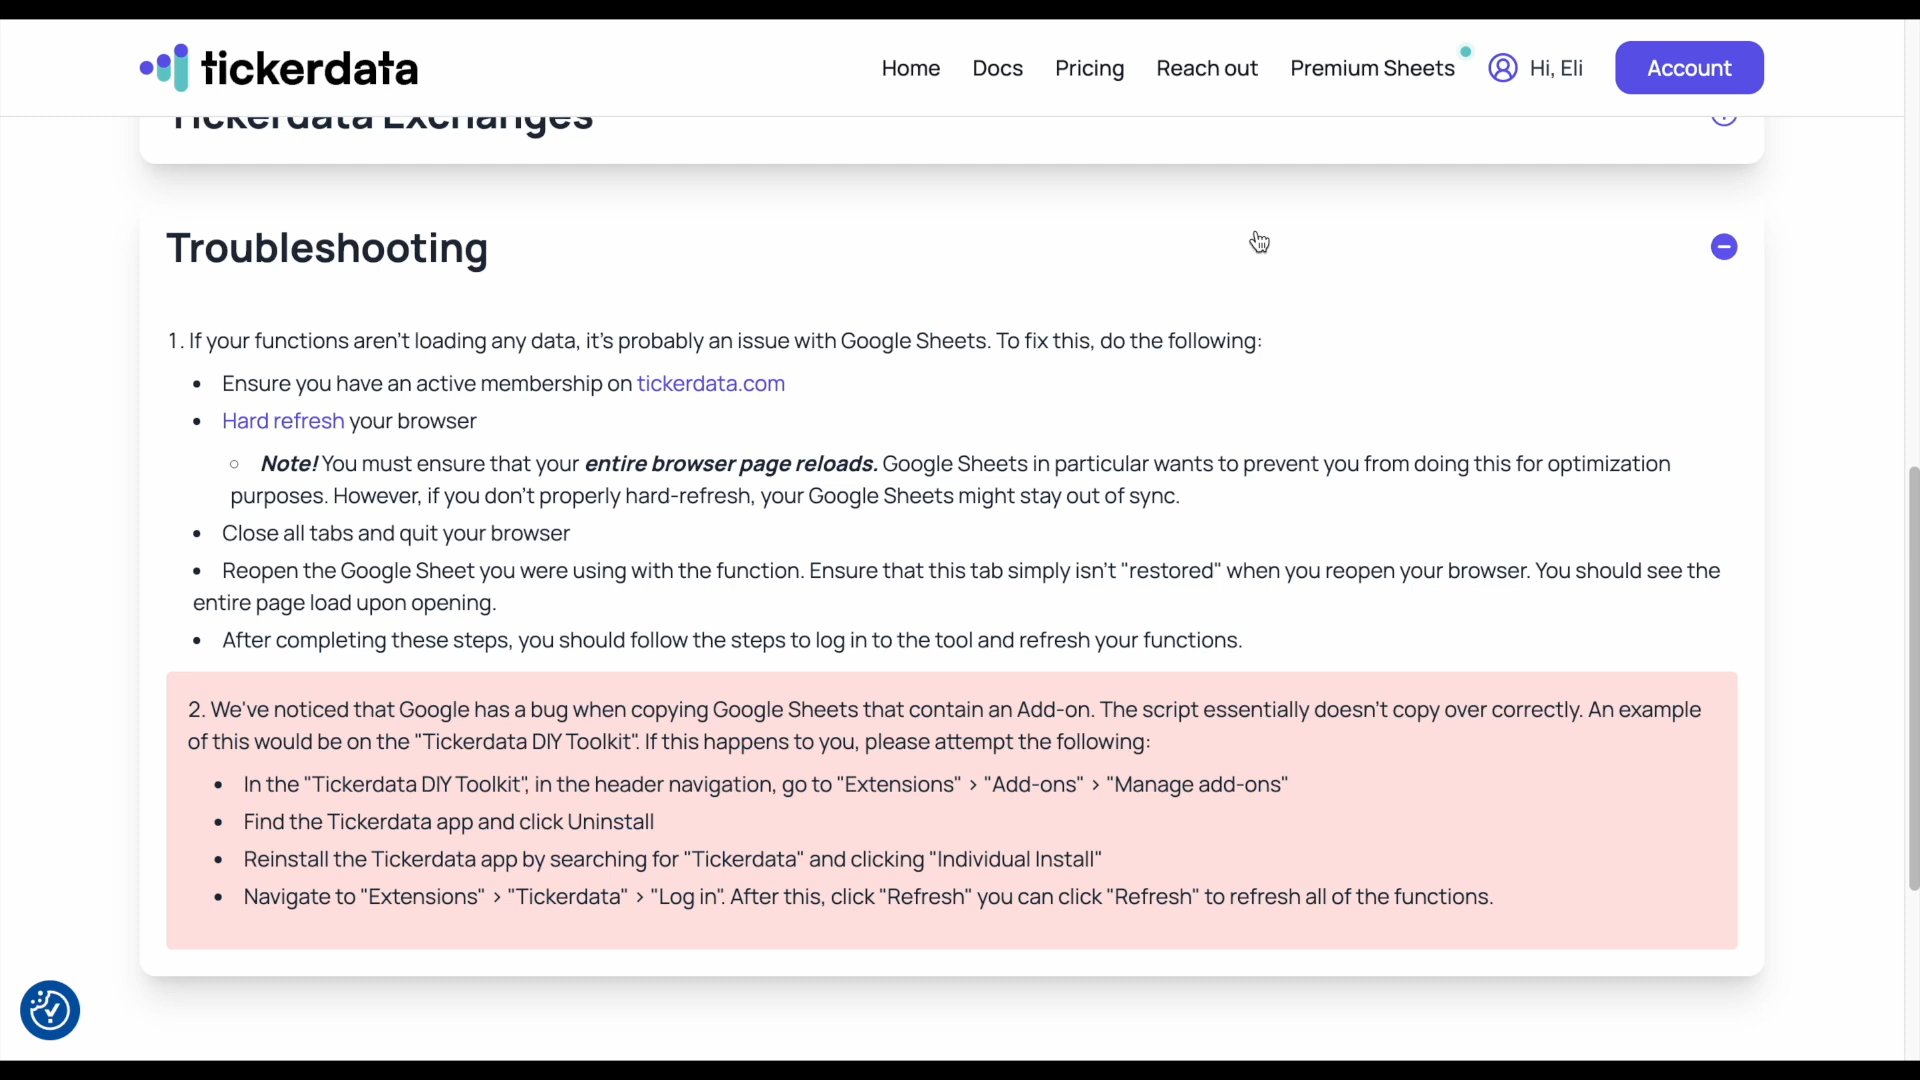 tickerdata
Home Docs Pricing Reach out Premium Sheets Hi, Eli Account
Tickerdata Exchanges
Troubleshooting
1. If your functions aren't loading any data, it's probably an issue with Google Sheets. To fix this, do the following:
• Ensure you have an active membership on tickerdata.com
• Hard refresh your browser
○ Note! You must ensure that your entire browser page reloads. Google Sheets in particular wants to prevent you from doing this for optimization
purposes. However, if you don't properly hard-refresh, your Google Sheets might stay out of sync.
• Close all tabs and quit your browser
• Reopen the Google Sheet you were using with the function. Ensure that this tab simply isn't "restored" when you reopen your browser. You should see the
entire page load upon opening.
• After completing these steps, you should follow the steps to log in to the tool and refresh your functions.
2. We've noticed that Google has a bug when copying Google Sheets that contain an Add-on. The script essentially doesn't copy over correctly. An example
of this would be on the "Tickerdata DIY Toolkit". If this happens to you, please attempt the following:
• In the "Tickerdata DIY Toolkit", in the header navigation, go to "Extensions" > "Add-ons" > "Manage add-ons"
• Find the Tickerdata app and click Uninstall
• Reinstall the Tickerdata app by searching for "Tickerdata" and clicking "Individual Install"
• Navigate to "Extensions" > "Tickerdata" > "Log in". After this, click "Refresh" you can click "Refresh" to refresh all of the functions.